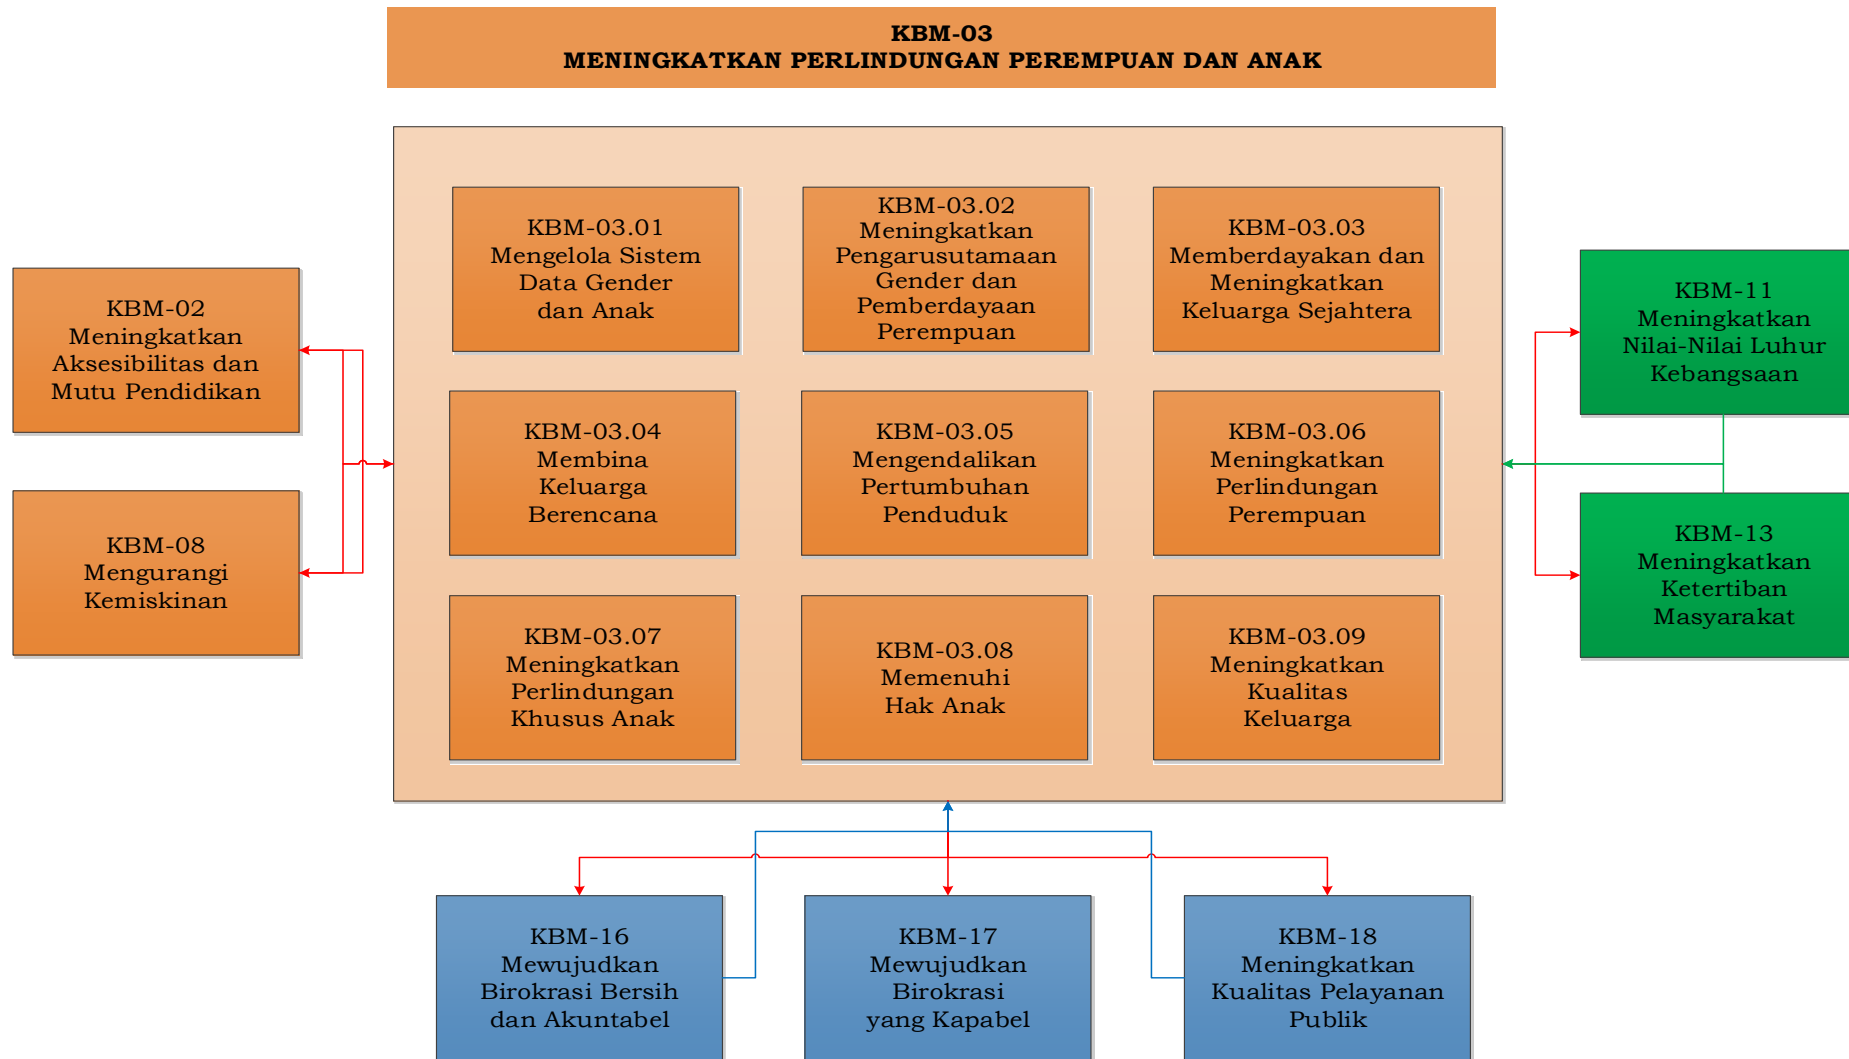 KBM-03
MENINGKATKAN PERLINDUNGAN PEREMPUAN DAN ANAK
KBM-03.01
Mengelola Sistem
Data Gender
dan Anak
KBM-03.02
Meningkatkan
Pengarusutamaan
Gender dan
Pemberdayaan
Perempuan
KBM-03.03
Memberdayakan dan
Meningkatkan
Keluarga Sejahtera
KBM-02
Meningkatkan
Aksesibilitas dan
Mutu Pendidikan
KBM-11
Meningkatkan
Nilai-Nilai Luhur
Kebangsaan
KBM-03.04
Membina
Keluarga
Berencana
KBM-03.05
Mengendalikan
Pertumbuhan
Penduduk
KBM-03.06
Meningkatkan
Perlindungan
Perempuan
KBM-08
Mengurangi
Kemiskinan
KBM-13
Meningkatkan
Ketertiban
Masyarakat
KBM-03.07
Meningkatkan
Perlindungan
Khusus Anak
KBM-03.08
Memenuhi
Hak Anak
KBM-03.09
Meningkatkan
Kualitas
Keluarga
KBM-16
Mewujudkan
Birokrasi Bersih
dan Akuntabel
KBM-17
Mewujudkan
Birokrasi
yang Kapabel
KBM-18
Meningkatkan
Kualitas Pelayanan
Publik